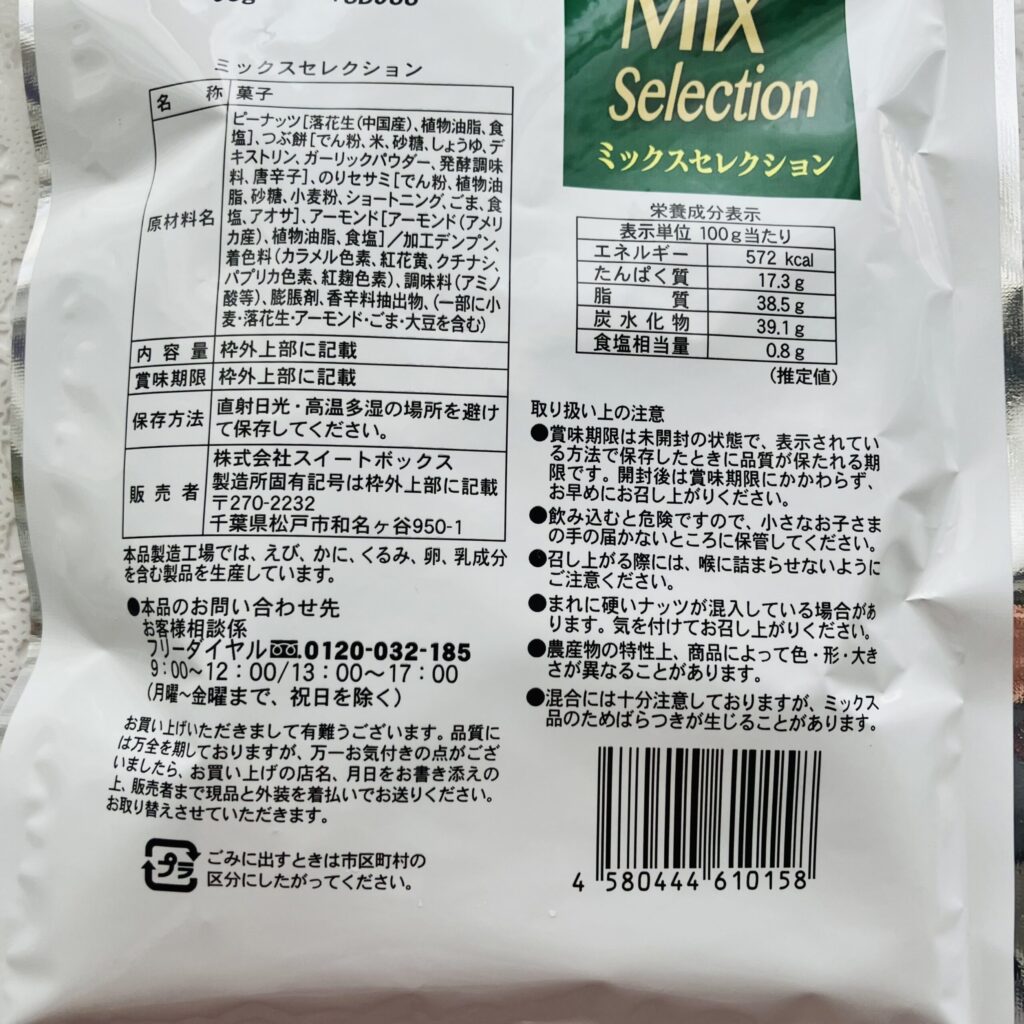 Mix
Selection
ミックスセレクション
ミックスセレクション
名称 菓子
原材料名
ピーナッツ[落花生(中国産)、植物油脂、食
塩]、つぶ餅[でん粉、米、砂糖、しょうゆ、デ
キストリン、ガーリックパウダー、発酵調味
料、唐辛子]、のりセサミ[でん粉、植物油
脂、砂糖、小麦粉、ショートニング、ごま、食
塩、アオサ]、アーモンド[アーモンド(アメリ
カ産)、植物油脂、食塩]/加工デンプン、
着色料(カラメル色素、紅花黄、クチナシ、
パプリカ色素、紅麹色素)、調味料(アミノ
酸等)、膨脹剤、香辛料抽出物、(一部に小
麦・落花生・アーモンド・ごま・大豆を含む)
内容量 枠外上部に記載
賞味期限 枠外上部に記載
保存方法
直射日光・高温多湿の場所を避け
て保存してください。
販売者
株式会社スイートボックス
製造所固有記号は枠外上部に記載
〒270-2232
千葉県松戸市和名ヶ谷950-1
本品製造工場では、えび、かに、くるみ、卵、乳成分
を含む製品を生産しています。
●本品のお問い合わせ先
お客様相談係
フリーダイヤル 0120-032-185
9:00~12:00/13:00~17:00
(月曜~金曜まで、祝日を除く)
お買い上げいただきまして有難うございます。品質に
は万全を期しておりますが、万一お気付きの点がござ
いましたら、お買い上げの店名、月日をお書き添えの
上、販売者まで現品と外装を着払いでお送りください。
お取り替えさせていただきます。
プラ
ごみに出すときは市区町村の
区分にしたがってください。
栄養成分表示
表示単位 100g当たり
エネルギー 572 kcal
たんぱく質 17.3g
脂質 38.5g
炭水化物 39.1g
食塩相当量 0.8g
(推定値)
取り扱い上の注意
●賞味期限は未開封の状態で、表示されてい
る方法で保存したときに品質が保たれる期
限です。開封後は賞味期限にかかわらず、
お早めにお召し上がりください。
●飲み込むと危険ですので、小さなお子さま
の手の届かないところに保管してください。
●召し上がる際には、喉に詰まらせないように
ご注意ください。
●まれに硬いナッツが混入している場合があ
ります。気を付けてお召し上がりください。
●農産物の特性上、商品によって色・形・大き
さが異なることがあります。
●混合には十分注意しておりますが、ミックス
品のためばらつきが生じることがあります。
4 580444 610158